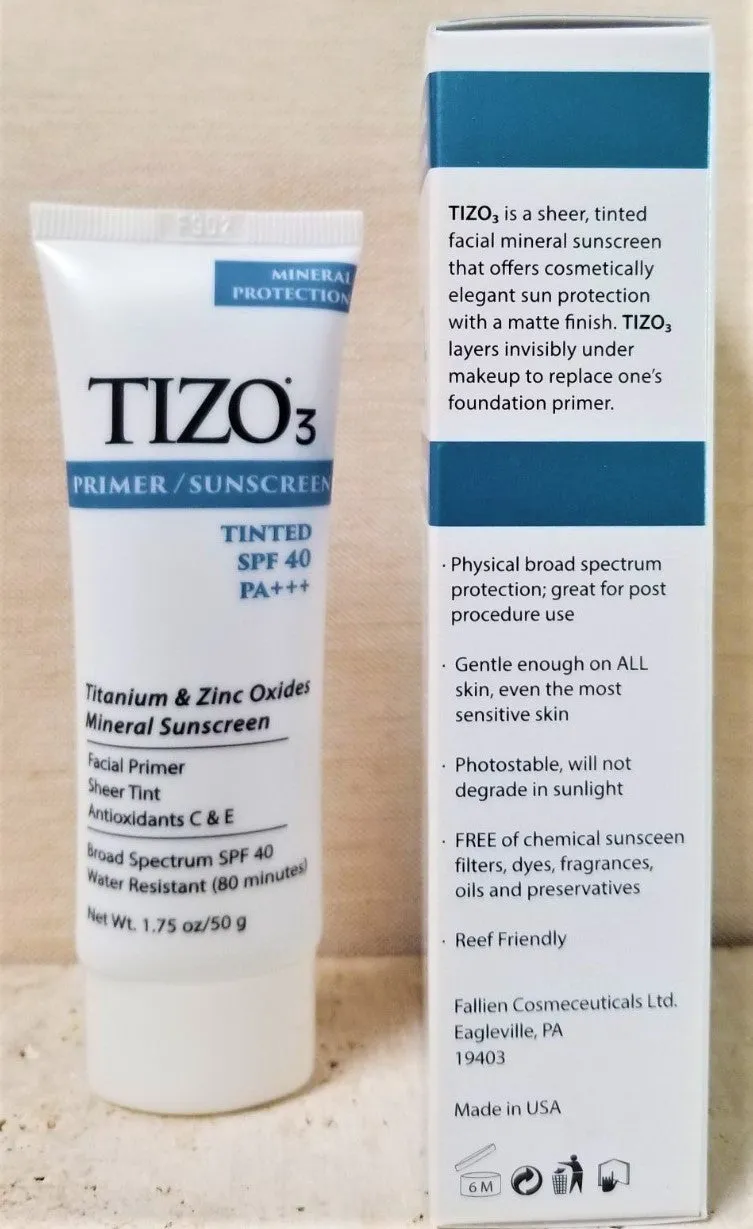 MINERAL
PROTECTION
TIZO3
PRIMER/SUNSCREEN
TINTED
SPF 40
PA+++
Titanium & Zinc Oxides
Mineral Sunscreen
Facial Primer
Sheer Tint
Antioxidants C & E
Broad Spectrum SPF 40
Water Resistant (80 minutes)
Net Wt. 1.75 oz/50 g
TIZO₃ is a sheer, tinted
facial mineral sunscreen
that offers cosmetically
elegant sun protection
with a matte finish. TIZO₃
layers invisibly under
makeup to replace one's
foundation primer.
· Physical broad spectrum
protection; great for post
procedure use
· Gentle enough on ALL
skin, even the most
sensitive skin
· Photostable, will not
degrade in sunlight
· FREE of chemical sunsceen
filters, dyes, fragrances,
oils and preservatives
· Reef Friendly
Fallien Cosmeceuticals Ltd.
Eagleville, PA
19403
Made in USA
6 M